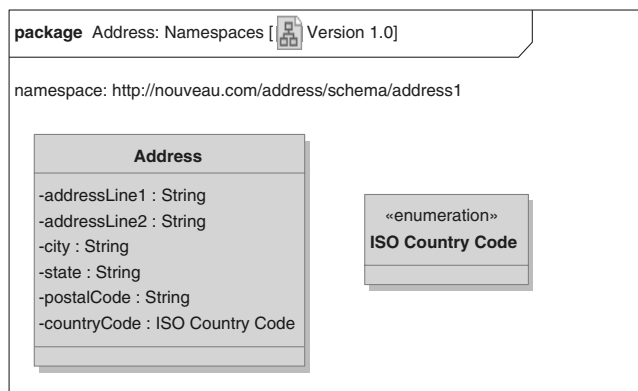 package Address: Namespaces [ Version 1.0]
namespace: http://nouveau.com/address/schema/address1
Address
-addressLine1 : String
-addressLine2 : String
-city : String
-state : String
-postalCode : String
-countryCode : ISO Country Code
«enumeration»
ISO Country Code